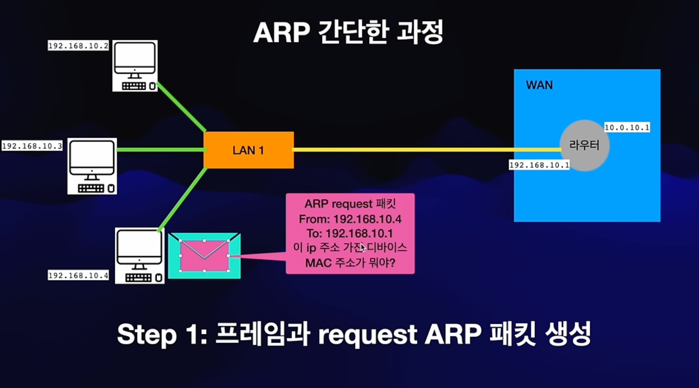 ARP 간단한 과정
192.168.10.2
WAN
10.0.10.1
192.168.10.3
LAN 1
라우터
192.168.10.1
ARP request 패킷
From: 192.168.10.4
To: 192.168.10.1
이 ip 주소 가진 디바이스
MAC 주소가 뭐야?
192.168.10.4
Step 1: 프레임과 request ARP 패킷 생성